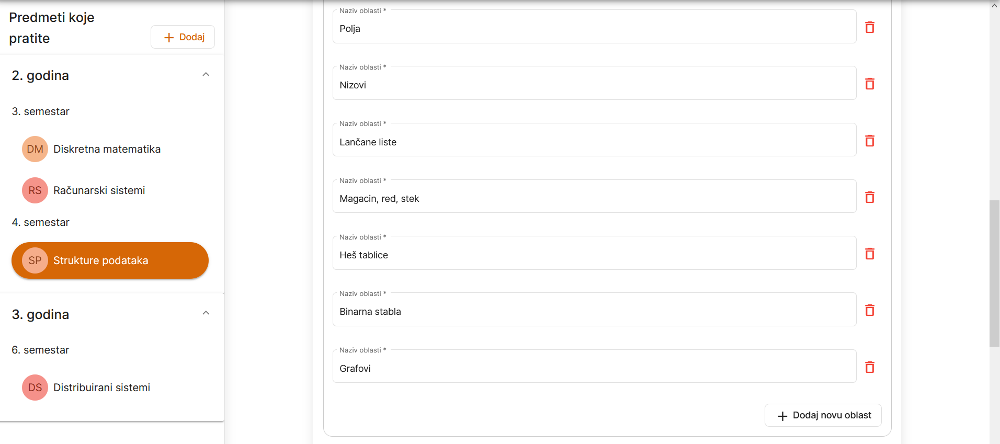 Predmeti koje
pratite
Dodaj
2. godina
3. semestar
DM Diskretna matematika
RS Računarski sistemi
4. semestar
SP Strukture podataka
3. godina
6. semestar
DS Distribuirani sistemi
Naziv oblasti *
Polja
Naziv oblasti *
Nizovi
Naziv oblasti *
Lančane liste
Naziv oblasti *
Magacin, red, stek
Naziv oblasti *
Heš tablice
Naziv oblasti *
Binarna stabla
Naziv oblasti *
Grafovi
Dodaj novu oblast